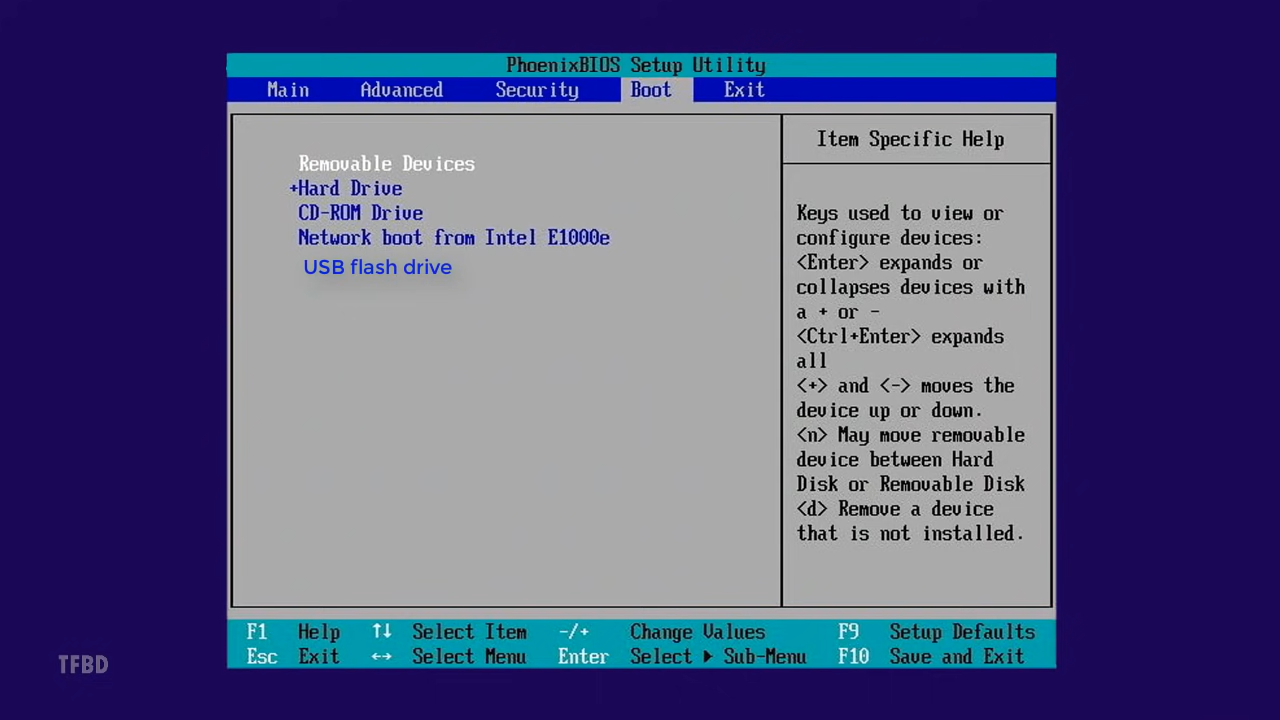 PhoenixBIOS Setup Utility
Main Advanced Security Boot Exit
Removable Devices
+Hard Drive
CD-ROM Drive
Network boot from Intel E1000e
USB flash drive
Item Specific Help
Keys used to view or
configure devices:
<Enter> expands or
collapses devices with
a + or -
<Ctrl+Enter> expands
all
<+> and <-> moves the
device up or down.
<n> May move removable
device between Hard
Disk or Removable Disk
<d> Remove a device
that is not installed.
F1 Help ↑↓ Select Item -/+ Change Values F9 Setup Defaults
Esc Exit ↔ Select Menu Enter Select ▶ Sub-Menu F10 Save and Exit
TFBD